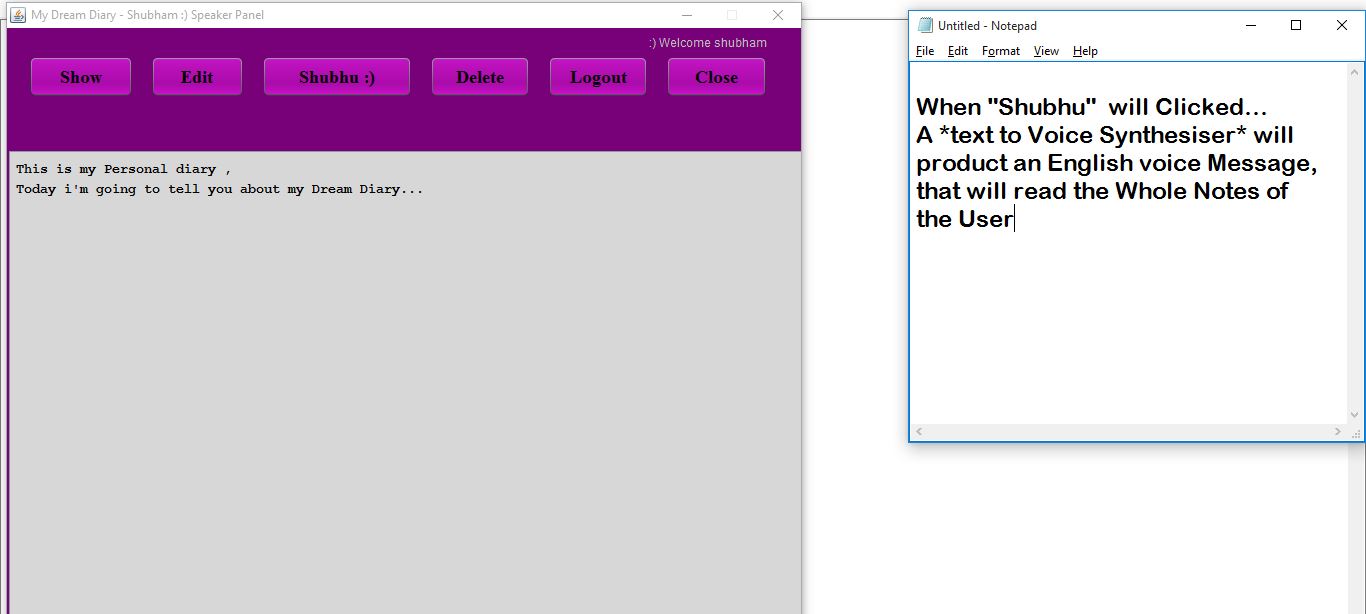 My Dream Diary - Shubham :) Speaker Panel
:) Welcome shubham
Show Edit Shubhu :) Delete Logout Close
This is my Personal diary ,
Today i'm going to tell you about my Dream Diary...
Untitled - Notepad
File Edit Format View Help
When "Shubhu" will Clicked...
A *text to Voice Synthesiser* will
product an English voice Message,
that will read the Whole Notes of
the User